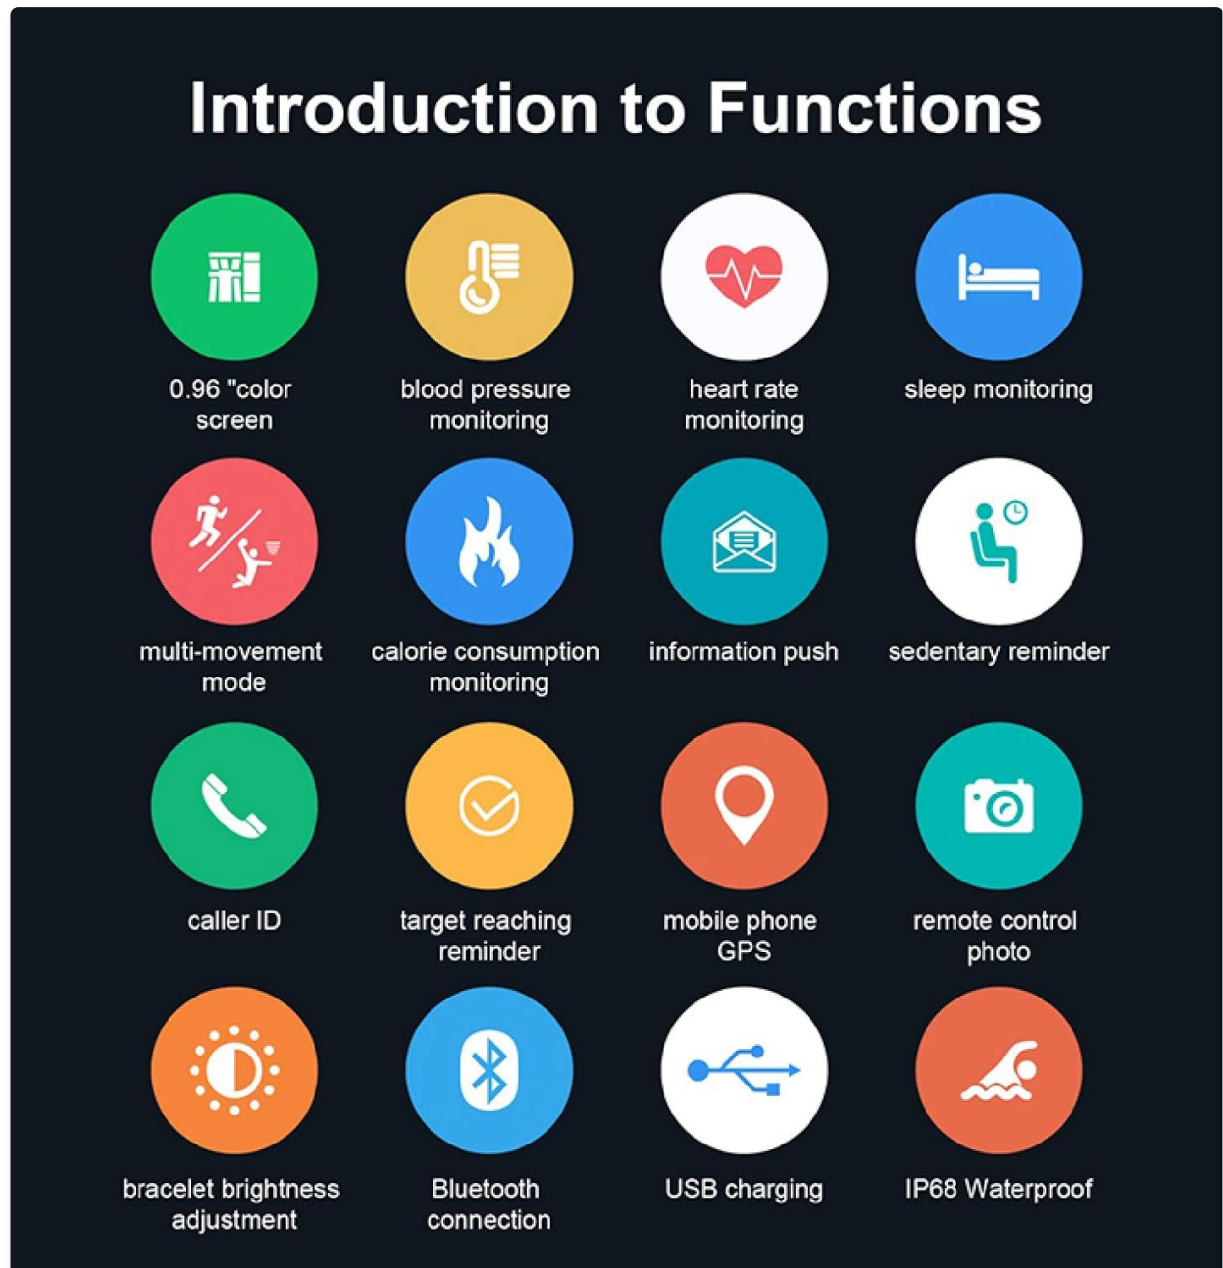 Introduction to Functions
0.96 "color
screen
blood pressure
monitoring
heart rate
monitoring
sleep monitoring
multi-movement
mode
calorie consumption
monitoring
information push
sedentary reminder
caller ID
target reaching
reminder
mobile phone
GPS
remote control
photo
bracelet brightness
adjustment
Bluetooth
connection
USB charging
IP68 Waterproof